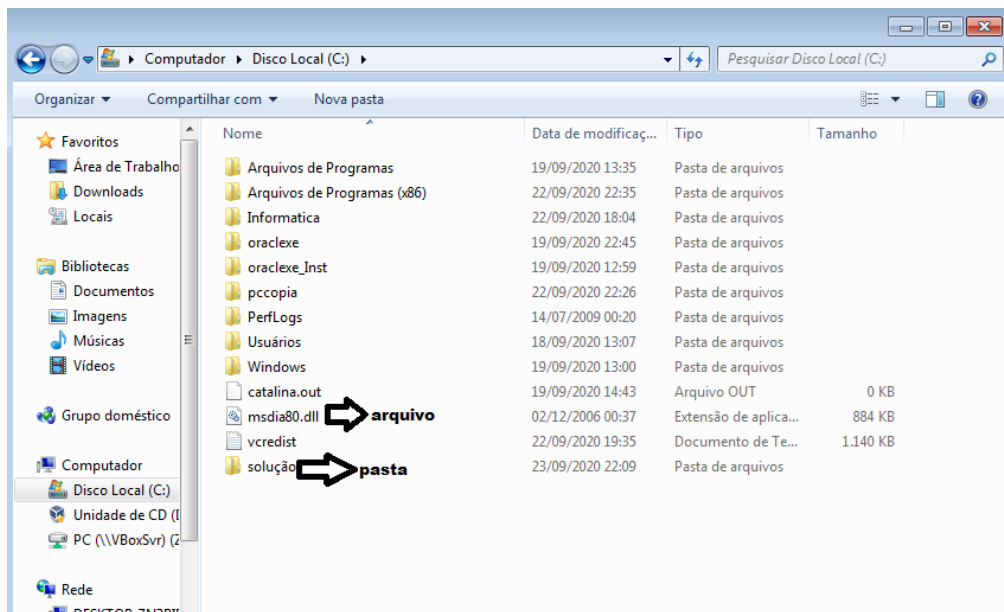 Computador Disco Local (C:)
Pesquisar Disco Local (C:)
Organizar Compartilhar com Nova pasta
Nome Data de modificaç... Tipo Tamanho
Favoritos
Área de Trabalho
Downloads
Locais
Bibliotecas
Documentos
Imagens
Músicas
Vídeos
Grupo doméstico
Computador
Disco Local (C:)
Unidade de CD (
PC (\\VBoxSvr) (Z
Rede
Arquivos de Programas 19/09/2020 13:35 Pasta de arquivos
Arquivos de Programas (x86) 22/09/2020 22:35 Pasta de arquivos
Informatica 22/09/2020 18:04 Pasta de arquivos
oraclexe 19/09/2020 22:45 Pasta de arquivos
oraclexe_Inst 19/09/2020 12:59 Pasta de arquivos
pccopia 22/09/2020 22:26 Pasta de arquivos
PerfLogs 14/07/2009 00:20 Pasta de arquivos
Usuários 18/09/2020 13:07 Pasta de arquivos
Windows 19/09/2020 13:00 Pasta de arquivos
catalina.out 19/09/2020 14:43 Arquivo OUT 0 KB
msdia80.dll arquivo 02/12/2006 00:37 Extensão de aplica... 884 KB
vcredist 22/09/2020 19:35 Documento de Te... 1.140 KB
solução pasta 23/09/2020 22:09 Pasta de arquivos